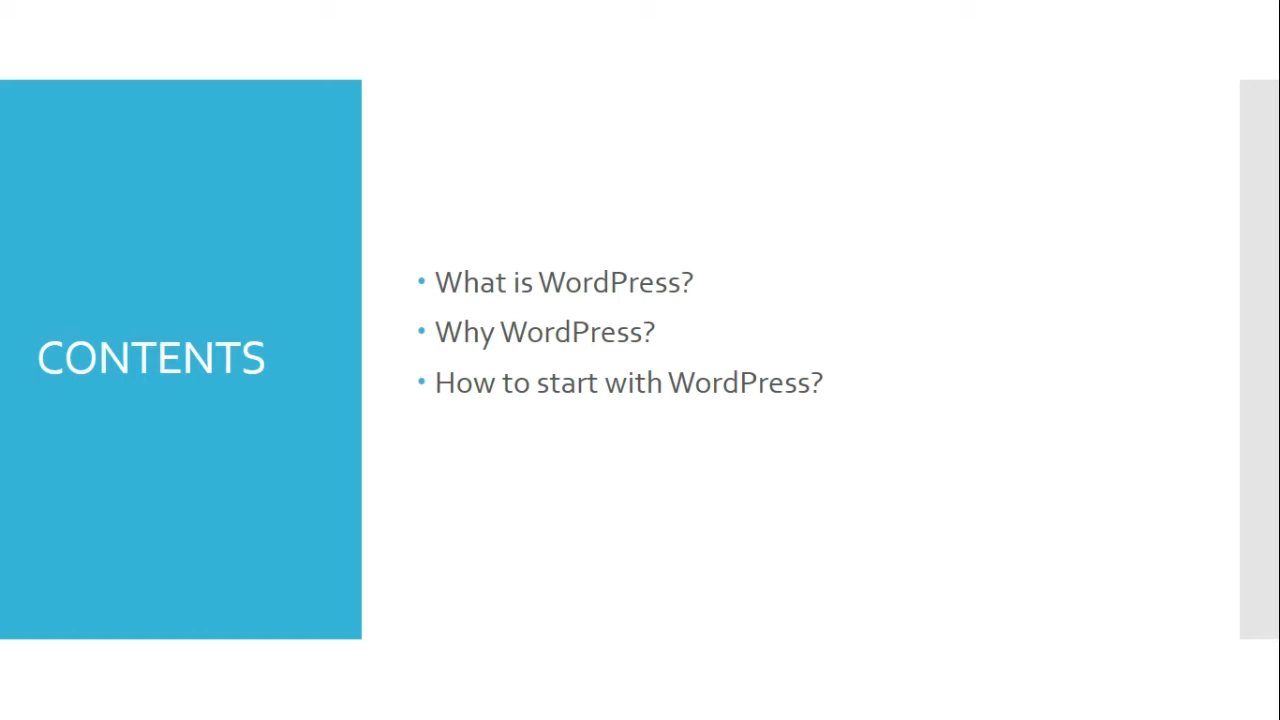 CONTENTS
• What is WordPress?
• Why WordPress?
• How to start with WordPress?